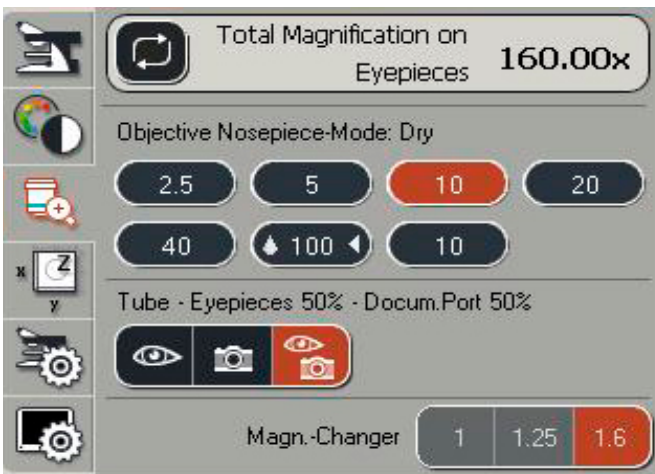 Total Magnification on
Eyepieces
160.00x
Objective Nosepiece-Mode: Dry
2.5 5 10 20
40 100 10
x Z
y
Tube - Eyepieces 50% - Docum.Port 50%
Magn.-Changer 1 1.25 1.6